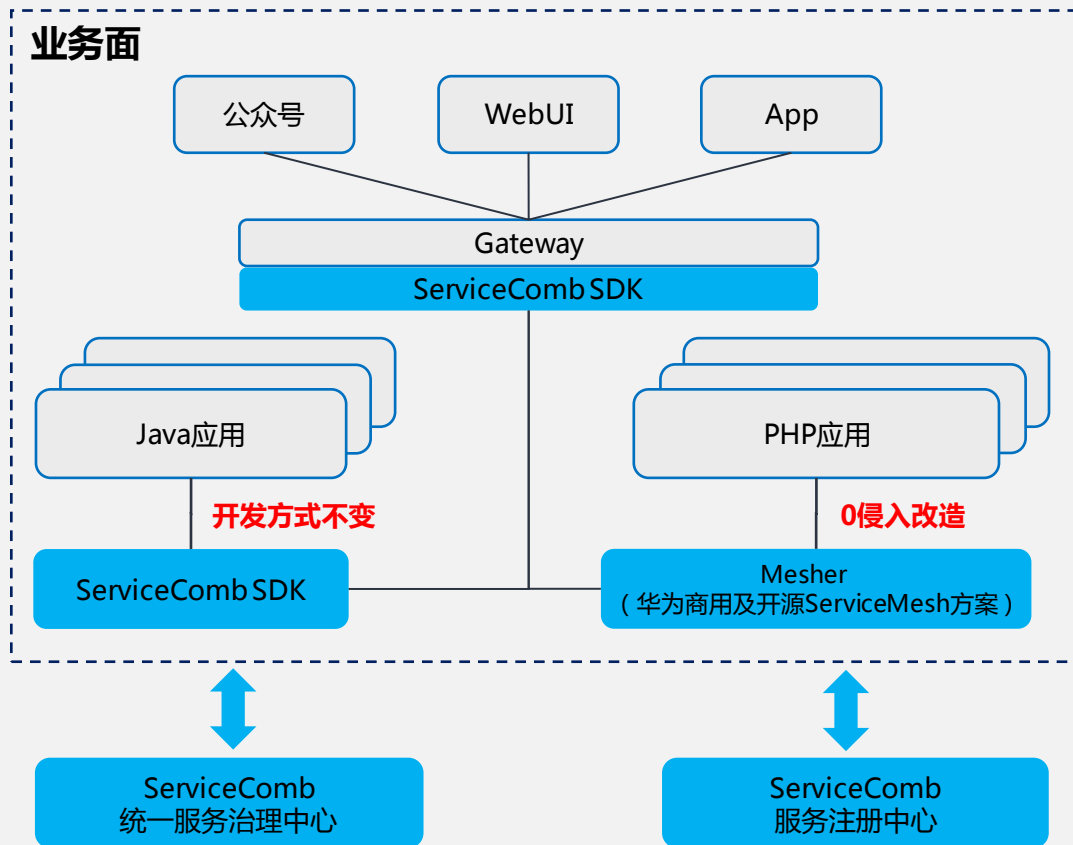 业务面
公众号
WebUI
App
Gateway
ServiceComb SDK
Java应用
PHP应用
开发方式不变
0侵入改造
ServiceComb SDK
Mesher
（华为商用及开源ServiceMesh方案）
ServiceComb
统一服务治理中心
ServiceComb
服务注册中心